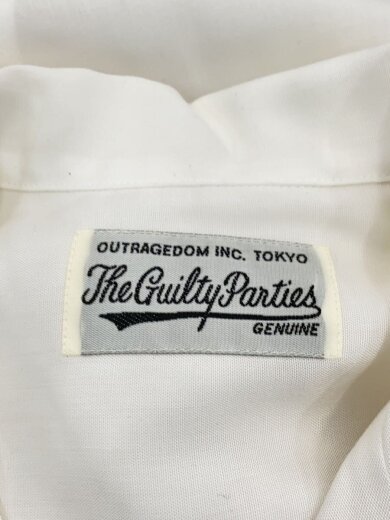 OUTRAGEDOM INC. TOKYO
The Guilty Parties
GENUINE